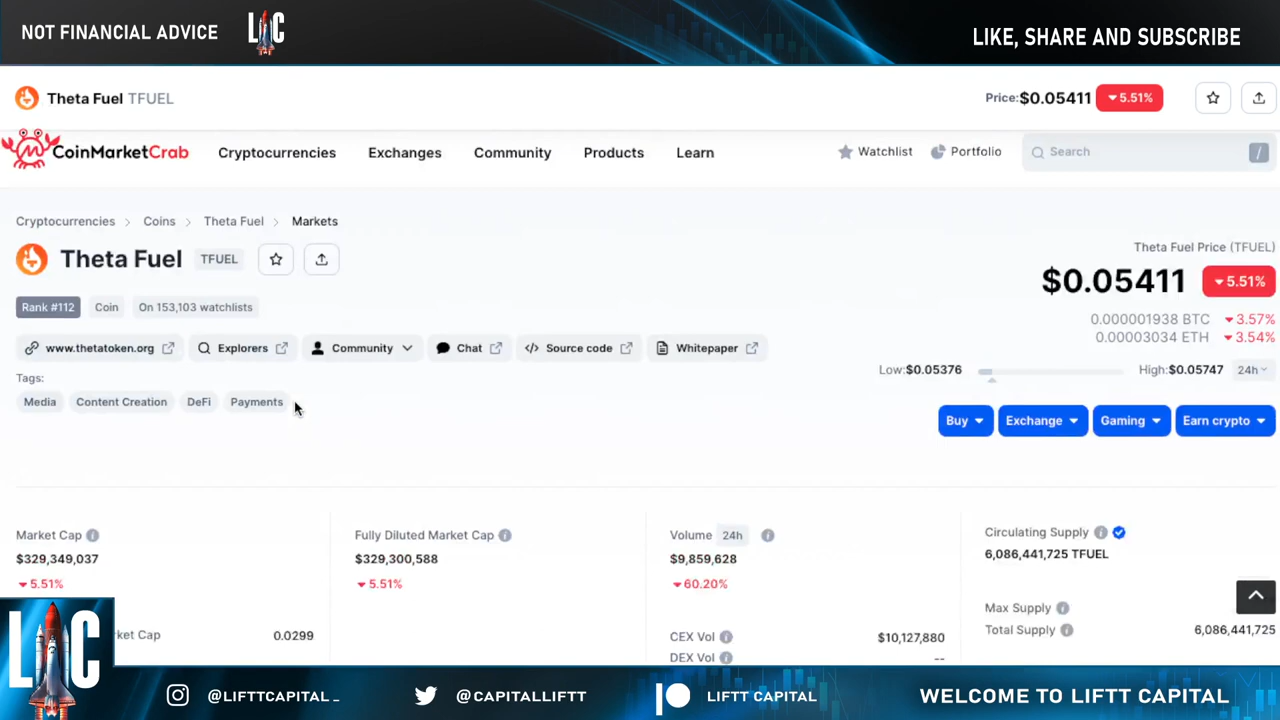 NOT FINANCIAL ADVICE
LC
LIKE, SHARE AND SUBSCRIBE
Theta Fuel TFUEL
Price:$0.05411 5.51%
CoinMarketCrab
Cryptocurrencies Exchanges Community Products Learn
Watchlist Portfolio Search /
Cryptocurrencies > Coins > Theta Fuel > Markets
Theta Fuel TFUEL
Theta Fuel Price (TFUEL)
$0.05411 5.51%
Rank #112 Coin On 153,103 watchlists
0.000001938 BTC 3.57%
0.00003034 ETH 3.54%
www.thetatoken.org Explorers Community Chat Source code Whitepaper
Low:$0.05376 High:$0.05747 24h
Tags:
Media Content Creation DeFi Payments
Buy Exchange Gaming Earn crypto
Market Cap
$329,349,037
5.51%
Fully Diluted Market Cap
$329,300,588
5.51%
Volume 24h
$9,859,628
60.20%
Circulating Supply
6,086,441,725 TFUEL
ket Cap 0.0299
CEX Vol $10,127,880
DEX Vol --
Max Supply
Total Supply 6,086,441,725
LC
@LIFTTCAPITAL_
@CAPITALLIFTT
LIFTT CAPITAL
WELCOME TO LIFTT CAPITAL